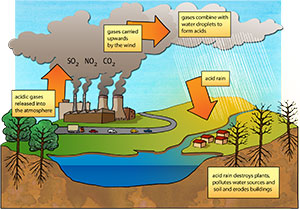 gases combine with
water droplets to
form acids
gases carried
upwards
by the wind
SO2 NO2 CO2
acid rain
acidic gases
released into
the atmosphere
acid rain destroys plants,
pollutes water sources and
soil and erodes buildings